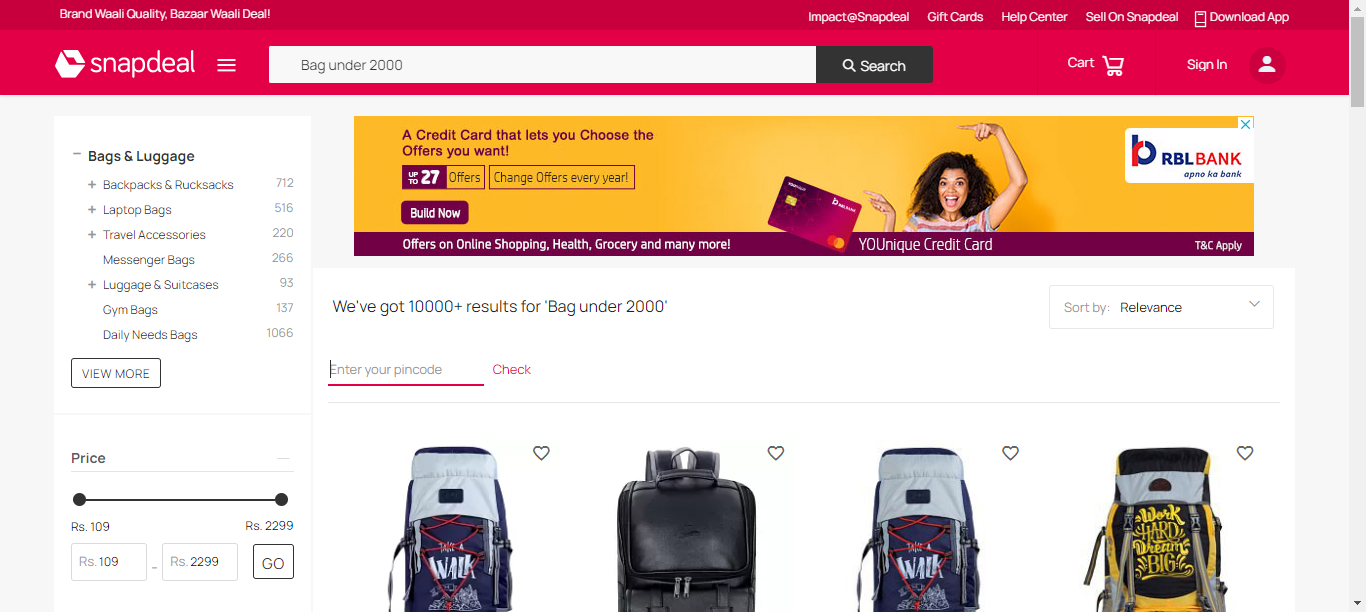 Brand Waali Quality, Bazaar Waali Deal!
Impact@Snapdeal Gift Cards Help Center Sell On Snapdeal Download App
snapdeal
Bag under 2000
Search
Cart
Sign In
Bags & Luggage
Backpacks & Rucksacks 712
Laptop Bags 516
Travel Accessories 220
Messenger Bags 266
Luggage & Suitcases 93
Gym Bags 137
Daily Needs Bags 1066
VIEW MORE
Price
Rs. 109 Rs. 2299
Rs. 109 - Rs. 2299 GO
A Credit Card that lets you Choose the
Offers you want!
UP TO 27 Offers Change Offers every year!
Build Now
Offers on Online Shopping, Health, Grocery and many more!
RBLBANK
YOUnique Credit Card
T&C Apply
RBLBANK
apno ka bank
We've got 10000+ results for 'Bag under 2000'
Sort by: Relevance
Enter your pincode Check
TAKE A
WALK
TAKE A
WALK
Work
HARD
Dream
BIG